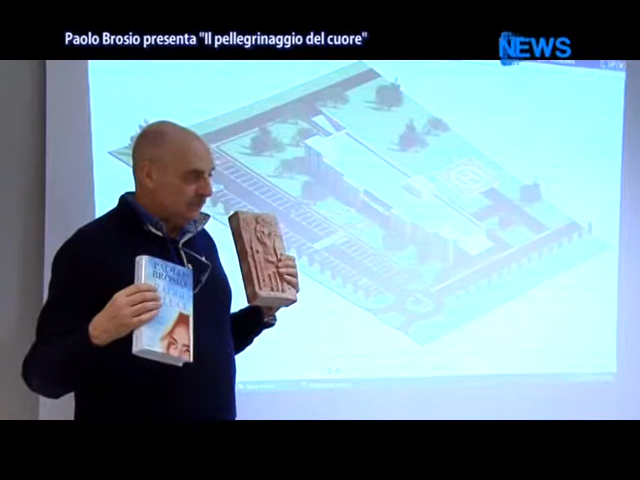 Paolo Brosio presenta "Il pellegrinaggio del cuore"
NEWS
PAOLO
BROSIO